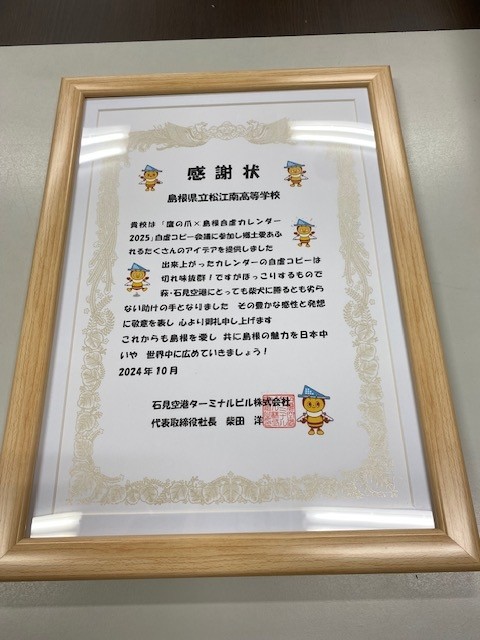 感謝状
島根県立松江南高等学校
貴校は「鷹の爪×島根自虐カレンダー
2025」自虐コピー会議に参加し郷土愛あふ
れるたくさんのアイデアを提供しました
出来上がったカレンダーの自虐コピーは
切れ味抜群！ですがほっこりするもので
萩・石見空港にとっても柴犬に勝るとも劣ら
ない助けの手となりました その豊かな感性と発想
に敬意を表し 心より御礼申し上げます
これからも島根を愛し 共に島根の魅力を日本中
いや 世界中に広めていきましょう！
2024年10月
石見空港ターミナルビル株式会社
代表取締役社長 柴田 洋